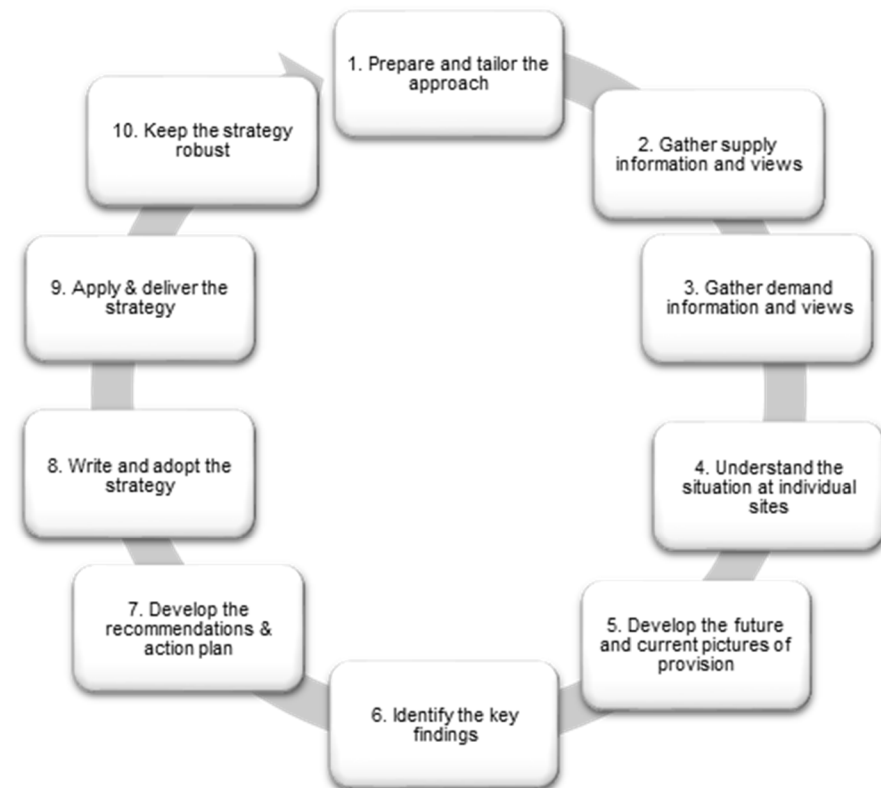 1. Prepare and tailor the
approach
2. Gather supply
information and views
3. Gather demand
information and views
4. Understand the
situation at individual
sites
5. Develop the future
and current pictures of
provision
6. Identify the key
findings
7. Develop the
recommendations &
action plan
8. Write and adopt the
strategy
9. Apply & deliver the
strategy
10. Keep the strategy
robust